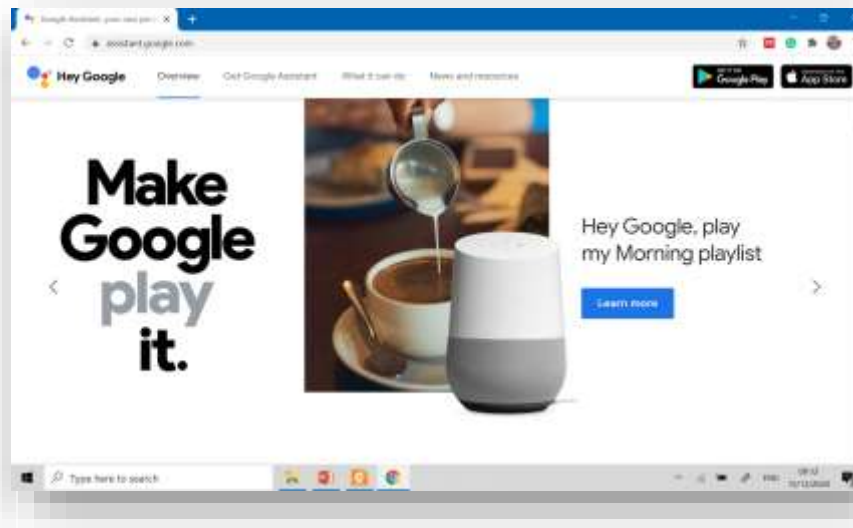 assistant.google.com
Hey Google
Overview
Get Google Assistant
What it can do
News and resources
Google Play
App Store
Make
Google
play
it.
Hey Google, play
my Morning playlist
Learn more
Type here to search
ENG